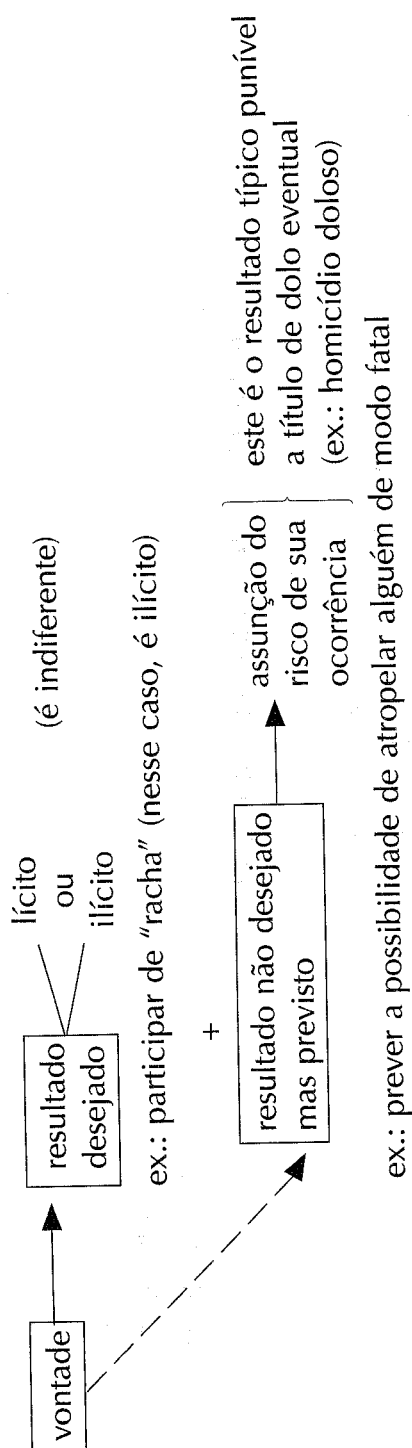 vontade
resultado
desejado
lícito
ou
ilícito
(é indiferente)
ex.: participar de "racha" (nesse caso, é ilícito)
+
resultado não desejado
mas previsto
assunção do
risco de sua
ocorrência
este é o resultado típico punível
a título de dolo eventual
(ex.: homicídio doloso)
ex.: prever a possibilidade de atropelar alguém de modo fatal